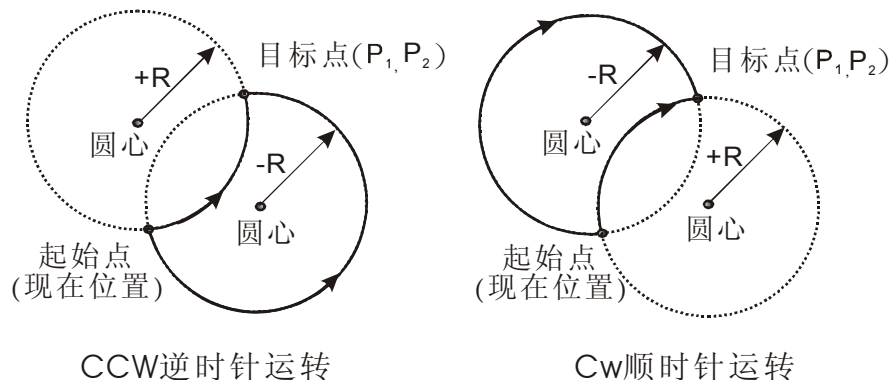 目标点(P₁,P₂)
+R
圆心
-R
圆心
起始点
(现在位置)
CCW逆时针运转
目标点(P₁,P₂)
-R
圆心
+R
圆心
起始点
(现在位置)
Cw顺时针运转